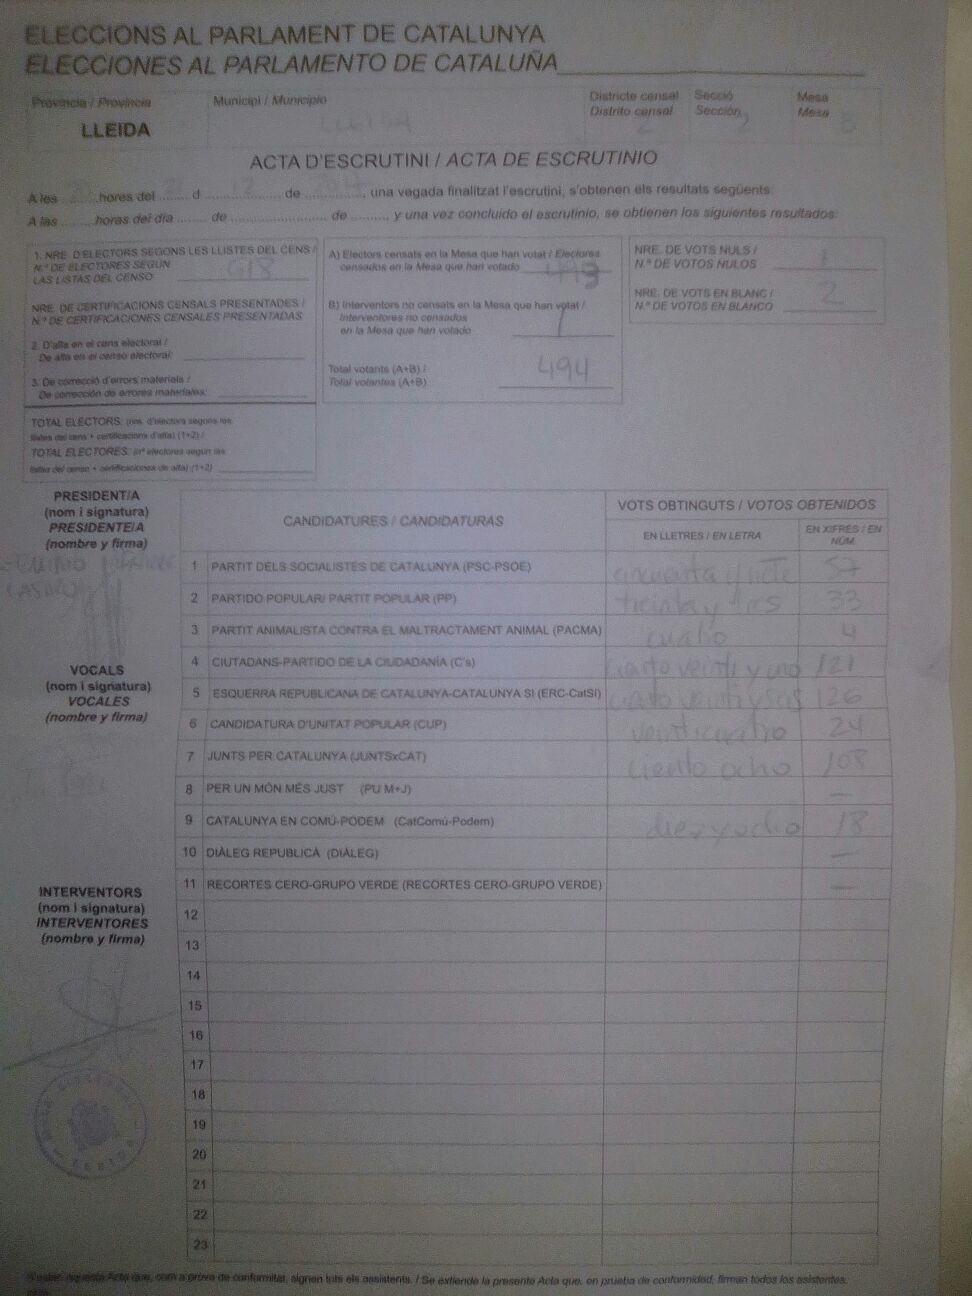 ELECCIONS AL PARLAMENT DE CATALUNYA
ELECCIONES AL PARLAMENTO DE CATALUÑA
Provincia / Provincia
LLEIDA
Municipi / Municipio
Lleida
Districte censal
Distrito censal
2
Secció
Sección
2
Mesa
Mesa
B
ACTA D'ESCRUTINI / ACTA DE ESCRUTINIO
A les 20 hores del 21 d 12 de 2017, una vegada finalitzat l'escrutini, s'obtenen els resultats següents:
A las ........horas del día ........ de ........................ de ........., y una vez concluido el escrutinio, se obtienen los siguientes resultados:
1. NRE. D'ELECTORS SEGONS LES LLISTES DEL CENS /
N.º DE ELECTORES SEGÚN
LAS LISTAS DEL CENSO 618
NRE. DE CERTIFICACIONS CENSALS PRESENTADES /
N.º DE CERTIFICACIONES CENSALES PRESENTADAS
2. D'alta en el cens electoral /
De alta en el censo electoral:
3. De correcció d'errors materials /
De corrección de errores materiales:
TOTAL ELECTORS: (nre. d'electors segons les
llistes del cens + certificacions d'alta) (1+2) /
TOTAL ELECTORES: (nº electores según las
listas del censo + certificaciones de alta) (1+2)
A) Electors censats en la Mesa que han votat / Electores
censados en la Mesa que han votado 493
B) Interventors no censats en la Mesa que han votat /
Interventores no censados
en la Mesa que han votado 1
Total votants (A+B) /
Total votantes (A+B) 494
NRE. DE VOTS NULS /
N.º DE VOTOS NULOS 1
NRE. DE VOTS EN BLANC /
N.º DE VOTOS EN BLANCO 2
PRESIDENT/A
(nom i signatura)
PRESIDENTE/A
(nombre y firma)
VOCALS
(nom i signatura)
VOCALES
(nombre y firma)
INTERVENTORS
(nom i signatura)
INTERVENTORES
(nombre y firma)
CANDIDATURES / CANDIDATURAS
VOTS OBTINGUTS / VOTOS OBTENIDOS
EN LLETRES / EN LETRA
EN XIFRES / EN NÚM.
1 PARTIT DELS SOCIALISTES DE CATALUNYA (PSC-PSOE) cincuenta y siete 57
2 PARTIDO POPULAR/ PARTIT POPULAR (PP) treinta y tres 33
3 PARTIT ANIMALISTA CONTRA EL MALTRACTAMENT ANIMAL (PACMA) cuatro 4
4 CIUTADANS-PARTIDO DE LA CIUDADANÍA (C's) ciento veinti y uno 121
5 ESQUERRA REPUBLICANA DE CATALUNYA-CATALUNYA SÍ (ERC-CatSí) ciento veinti y seis 126
6 CANDIDATURA D'UNITAT POPULAR (CUP) veinticuatro 24
7 JUNTS PER CATALUNYA (JUNTSxCAT) ciento ocho 108
8 PER UN MÓN MÉS JUST (PU M+J) —
9 CATALUNYA EN COMÚ-PODEM (CatComú-Podem) diez y ocho 18
10 DIÀLEG REPUBLICÀ (DIÀLEG) —
11 RECORTES CERO-GRUPO VERDE (RECORTES CERO-GRUPO VERDE) —
12
13
14
15
16
17
18
19
20
21
22
23
aquesta Acta que, com a prova de conformitat, signen tots els assistents. / Se extiende la presente Acta que, en prueba de conformidad, firman todos los asistentes.